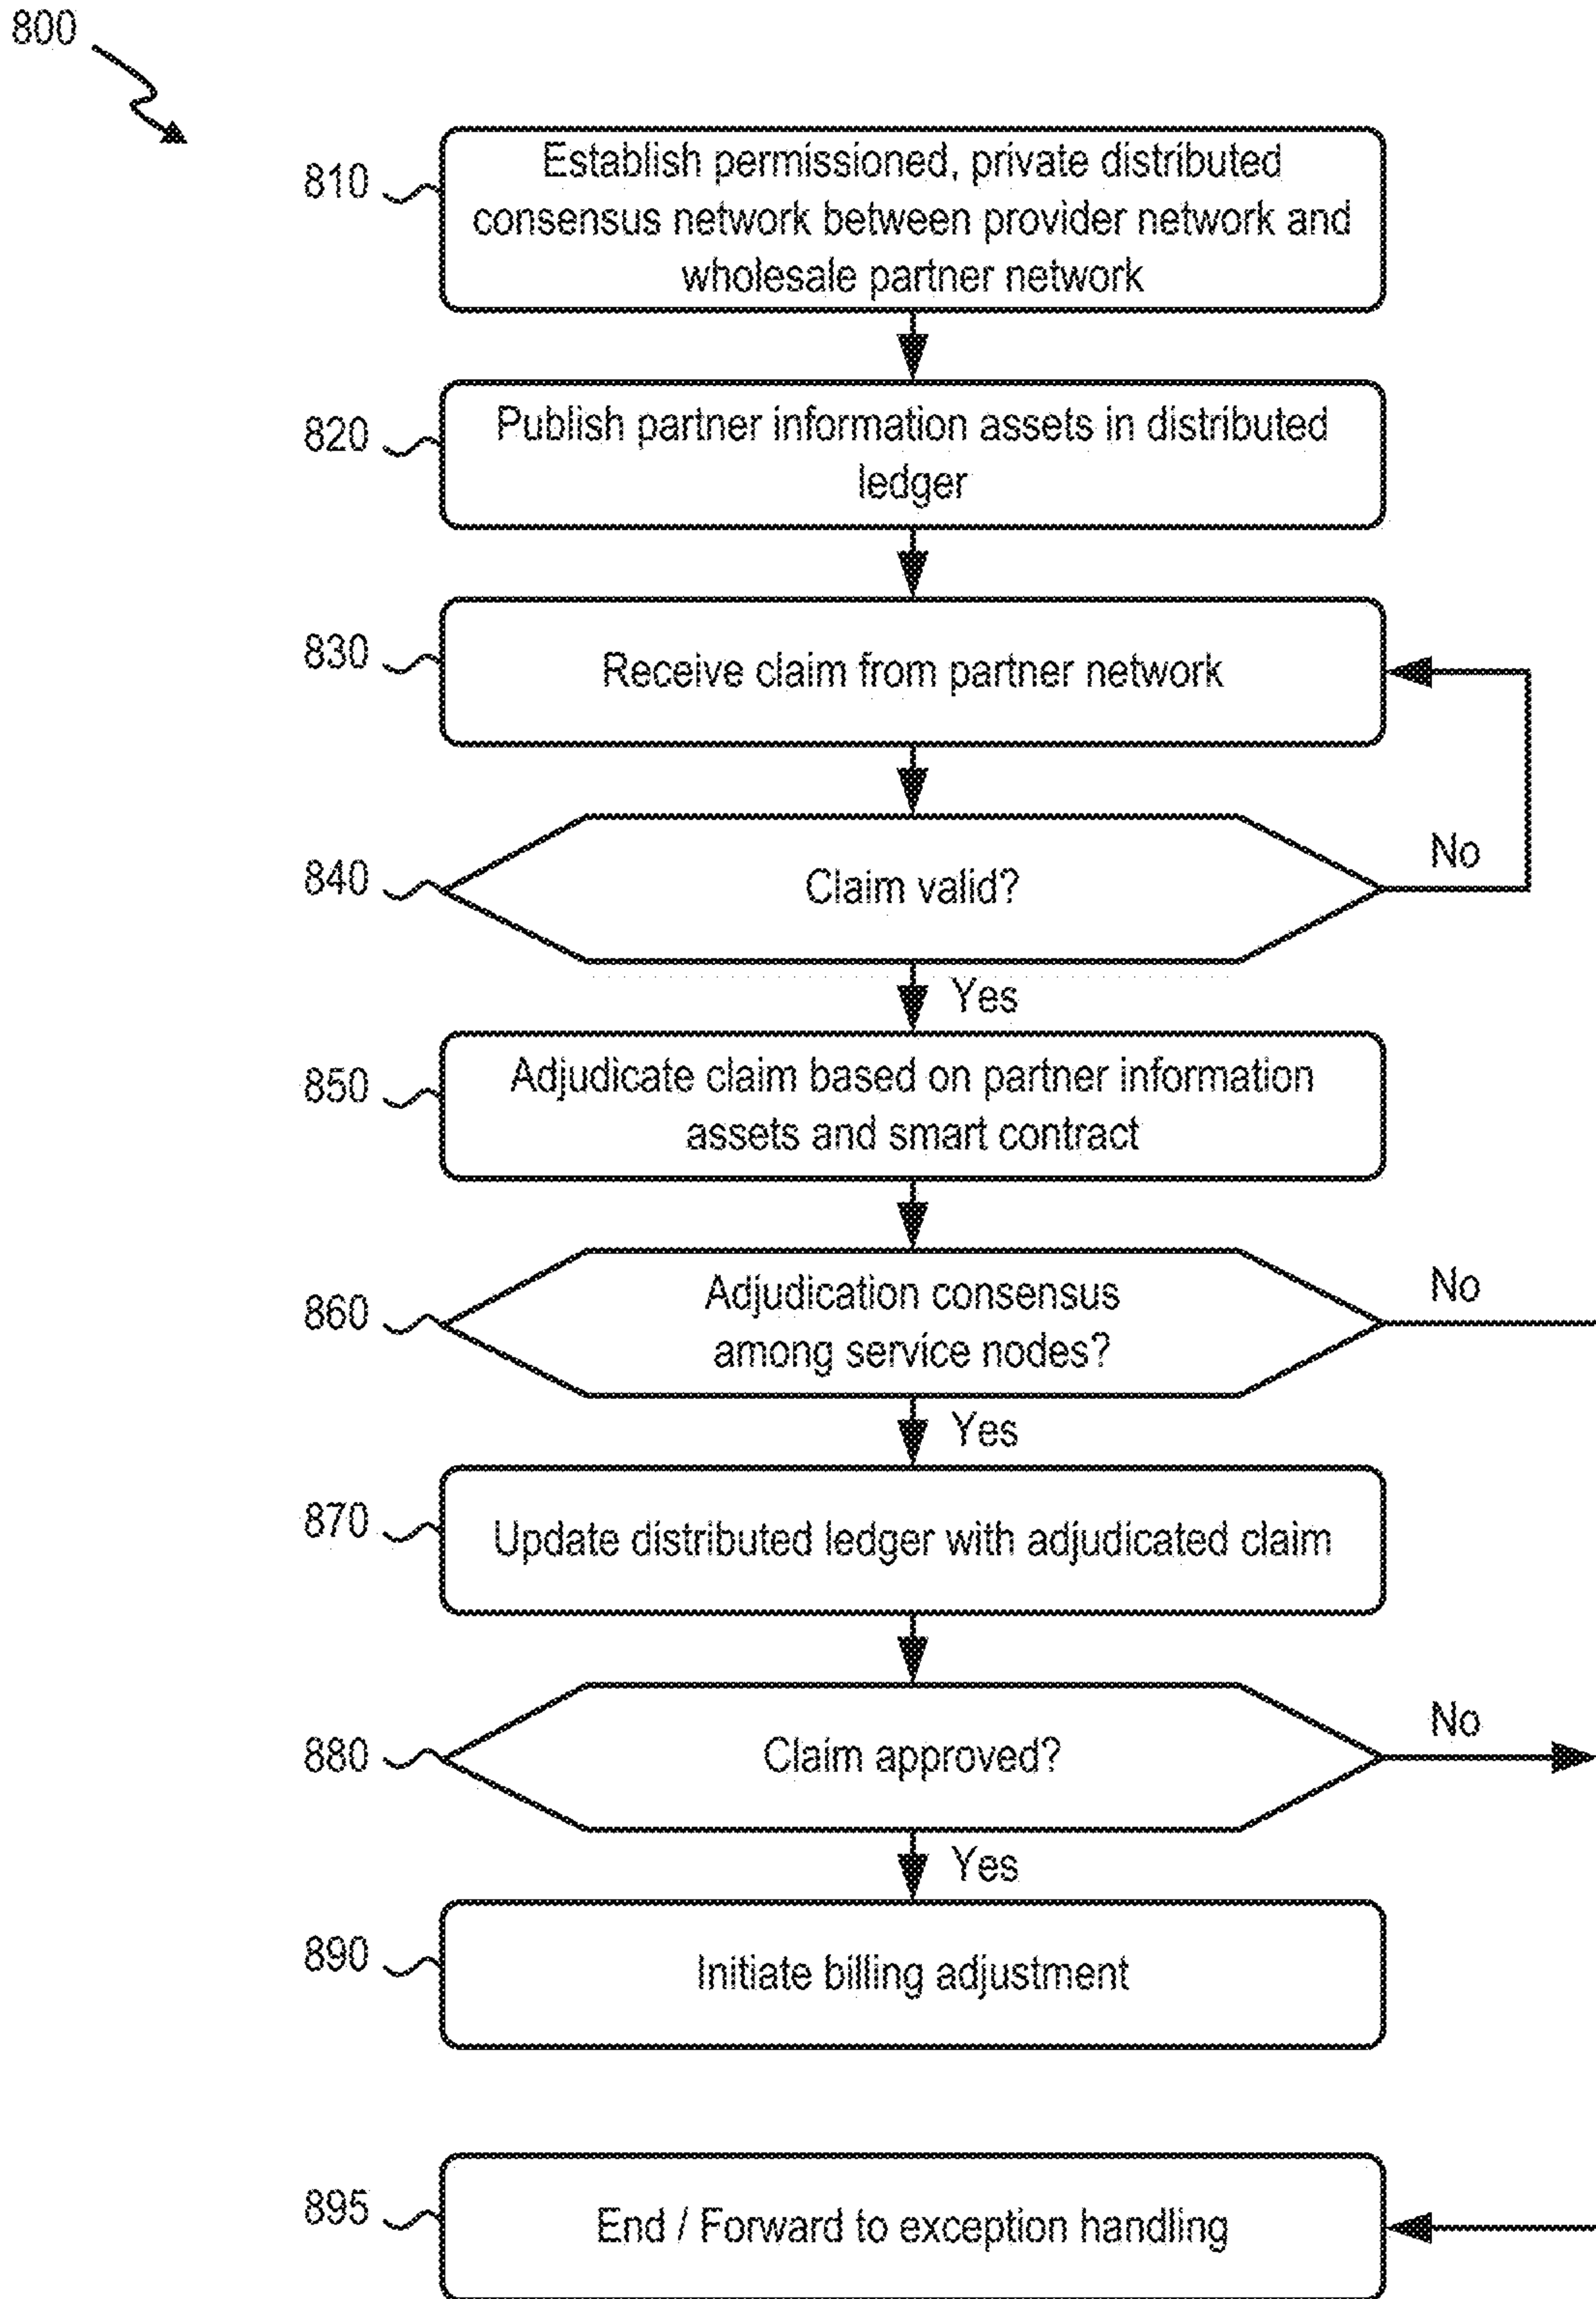 800
810
Establish permissioned, private distributed
consensus network between provider network and
wholesale partner network
820
Publish partner information assets in distributed
ledger
830
Receive claim from partner network
840
Claim valid?
No
Yes
850
Adjudicate claim based on partner information
assets and smart contract
860
Adjudication consensus
among service nodes?
No
Yes
870
Update distributed ledger with adjudicated claim
880
Claim approved?
No
Yes
890
Initiate billing adjustment
895
End / Forward to exception handling